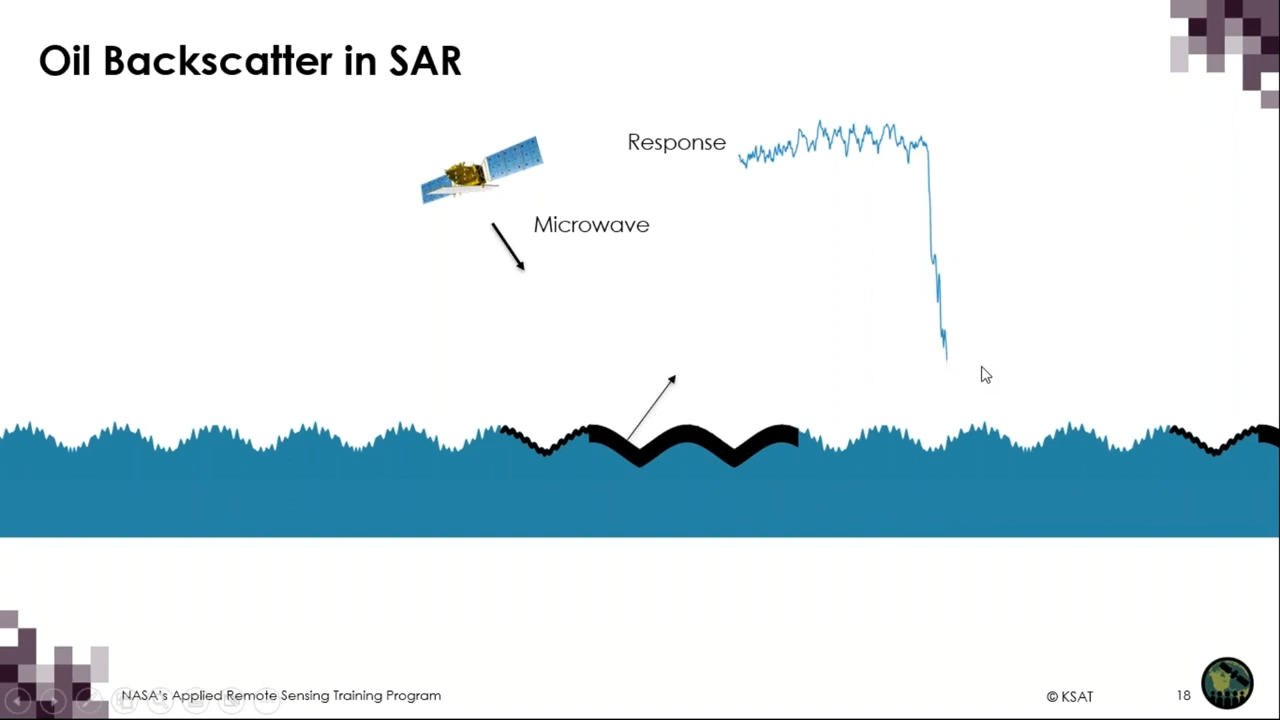 Oil Backscatter in SAR
Response
Microwave
NASA's Applied Remote Sensing Training Program
© KSAT
18